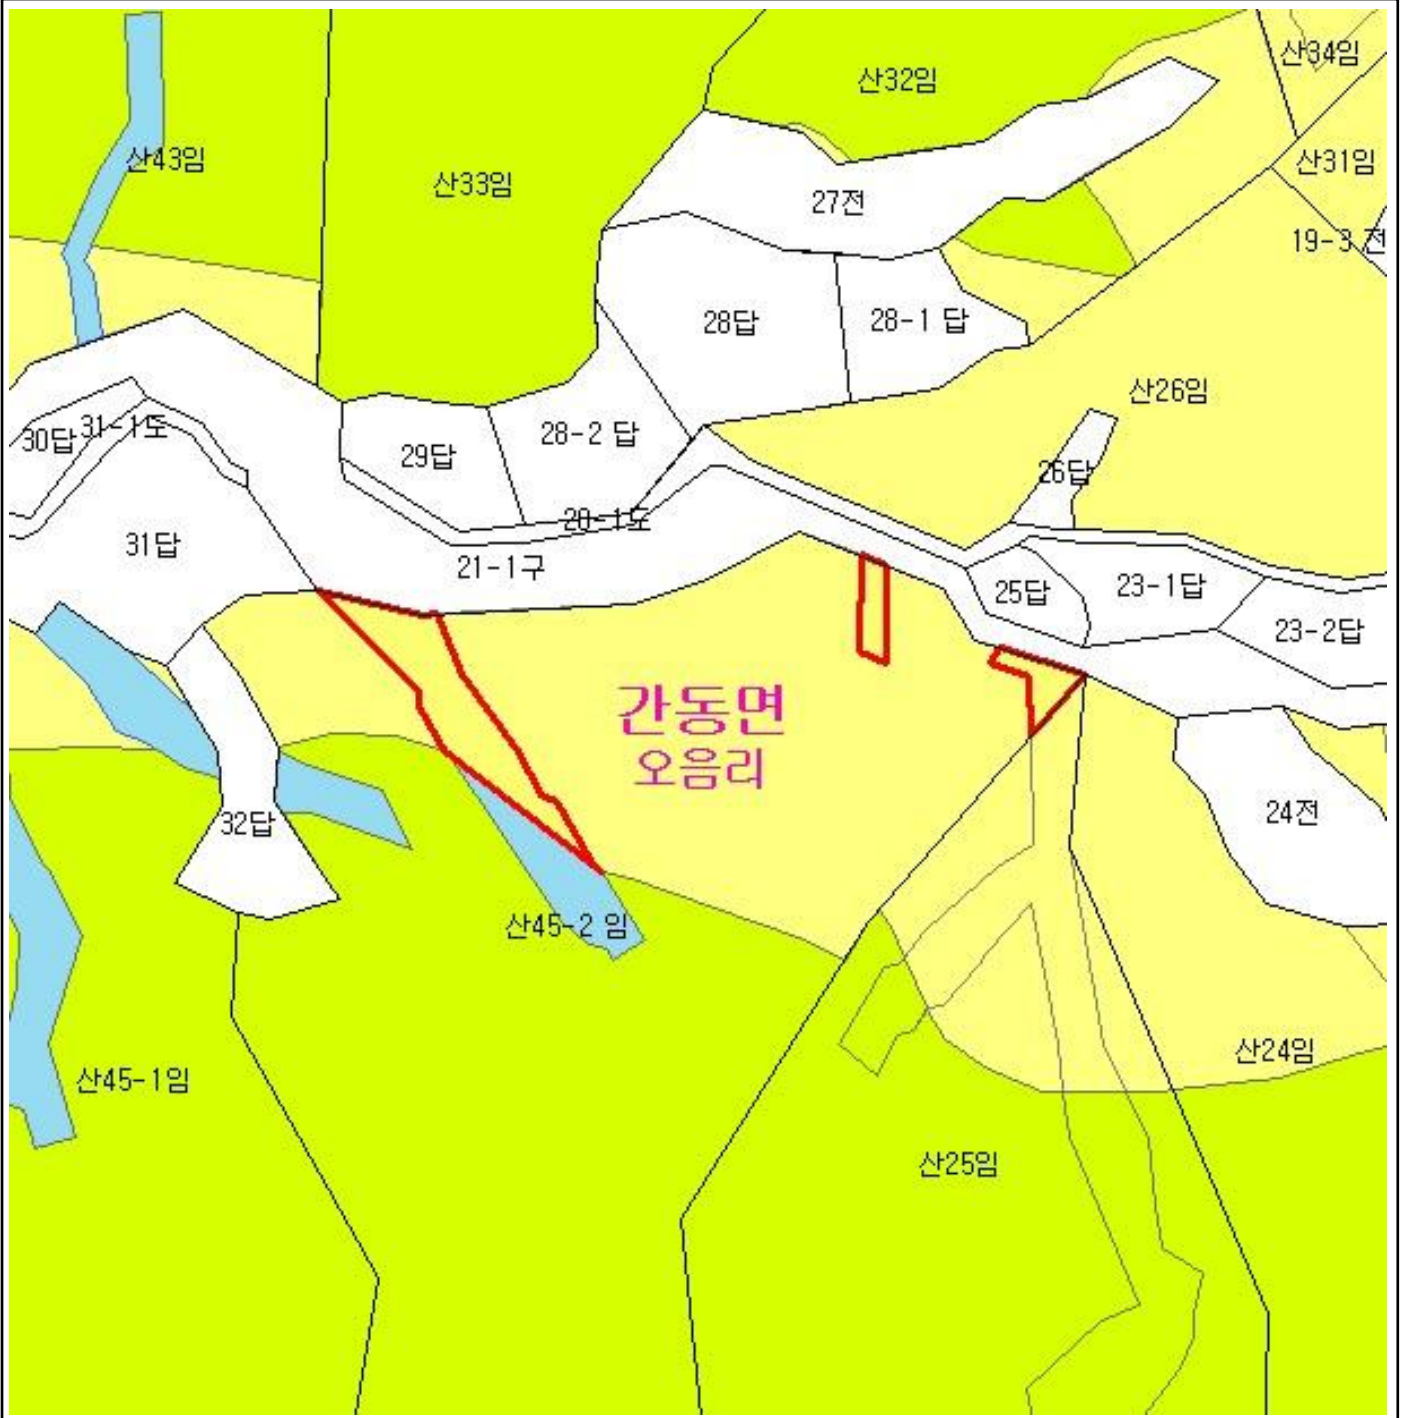 산34임
산32임
산43임
산31임
산33임
27전
19-3 전
28답
28-1 답
산26임
30답
31-1도
28-2 답
29답
26답
20-1도
31답
21-1구
25답
23-1답
23-2답
간동면
오음리
32답
24전
산45-2 임
산24임
산45-1임
산25임